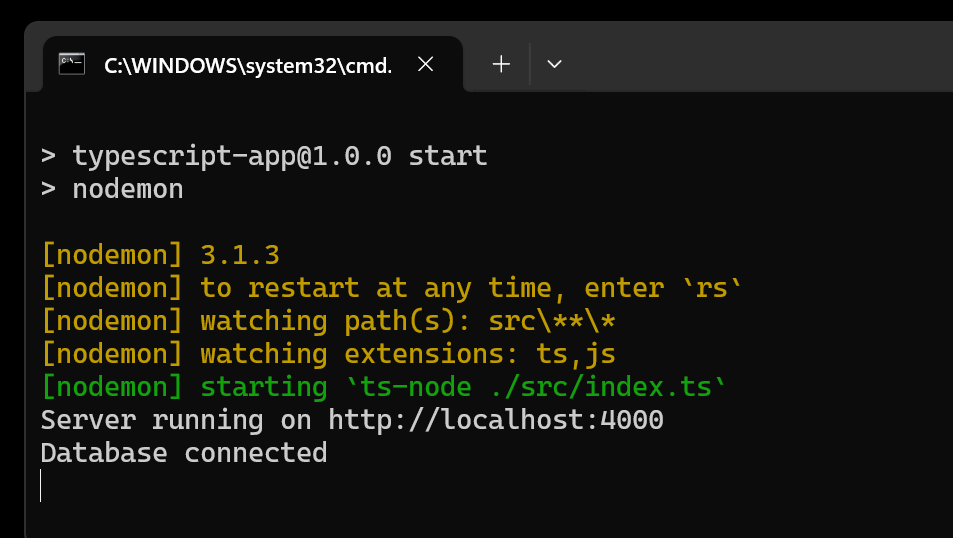 C:\WINDOWS\system32\cmd.
> typescript-app@1.0.0 start
> nodemon
[nodemon] 3.1.3
[nodemon] to restart at any time, enter `rs`
[nodemon] watching path(s): src\**\*
[nodemon] watching extensions: ts,js
[nodemon] starting `ts-node ./src/index.ts`
Server running on http://localhost:4000
Database connected